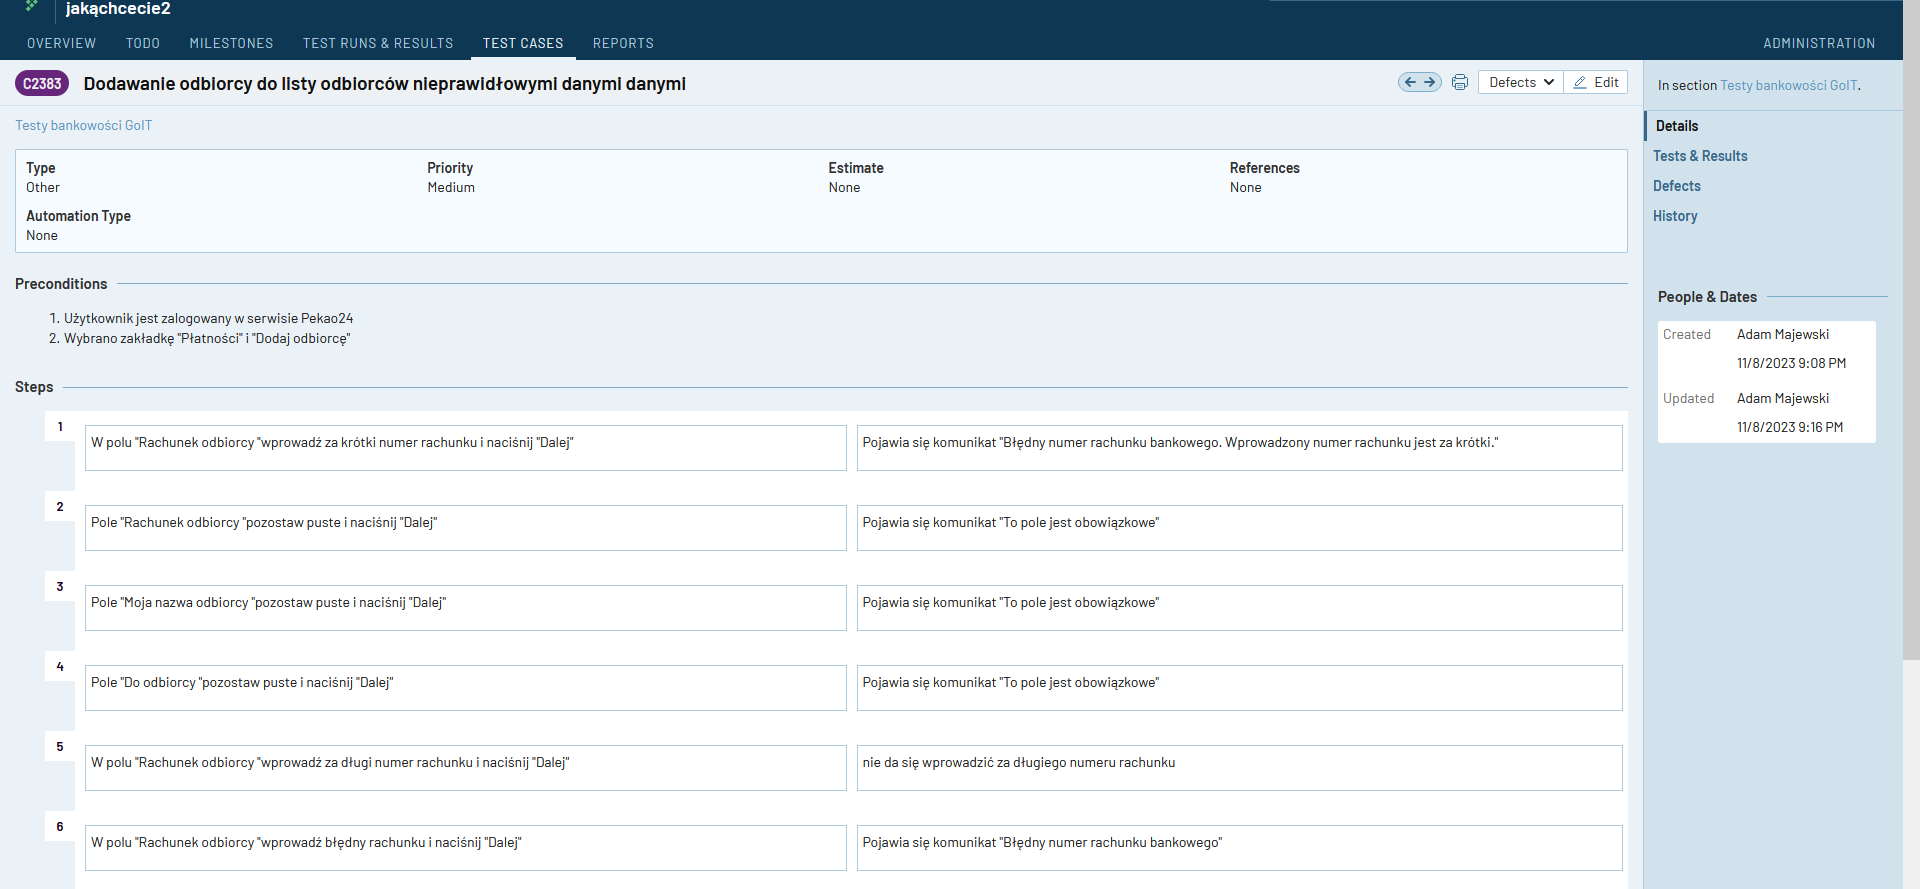 jakąchcecie2
OVERVIEW TODO MILESTONES TEST RUNS & RESULTS TEST CASES REPORTS ADMINISTRATION
C2383 Dodawanie odbiorcy do listy odbiorców nieprawidłowymi danymi danymi
Defects Edit
In section Testy bankowości GoIT.
Testy bankowości GoIT
Type Priority Estimate References
Other Medium None None
Automation Type
None
Preconditions
1. Użytkownik jest zalogowany w serwisie Pekao24
2. Wybrano zakładkę "Płatności" i "Dodaj odbiorcę"
Steps
1
W polu "Rachunek odbiorcy "wprowadź za krótki numer rachunku i naciśnij "Dalej"
Pojawia się komunikat "Błędny numer rachunku bankowego. Wprowadzony numer rachunku jest za krótki."
2
Pole "Rachunek odbiorcy "pozostaw puste i naciśnij "Dalej"
Pojawia się komunikat "To pole jest obowiązkowe"
3
Pole "Moja nazwa odbiorcy "pozostaw puste i naciśnij "Dalej"
Pojawia się komunikat "To pole jest obowiązkowe"
4
Pole "Do odbiorcy "pozostaw puste i naciśnij "Dalej"
Pojawia się komunikat "To pole jest obowiązkowe"
5
W polu "Rachunek odbiorcy "wprowadź za długi numer rachunku i naciśnij "Dalej"
nie da się wprowadzić za długiego numeru rachunku
6
W polu "Rachunek odbiorcy "wprowadź błędny rachunku i naciśnij "Dalej"
Pojawia się komunikat "Błędny numer rachunku bankowego"
Details
Tests & Results
Defects
History
People & Dates
Created Adam Majewski
11/8/2023 9:08 PM
Updated Adam Majewski
11/8/2023 9:16 PM